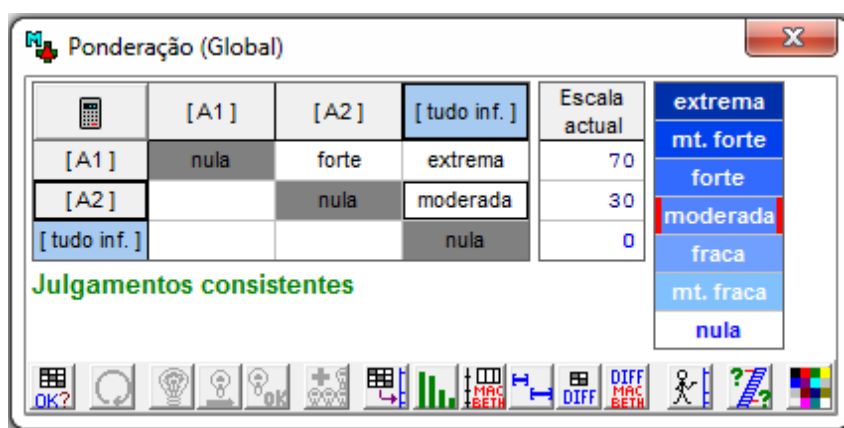 Ponderação (Global)
[ A1 ] [ A2 ] [ tudo inf. ] Escala actual
[ A1 ] nula forte extrema 70
[ A2 ] nula moderada 30
[ tudo inf. ] nula 0
extrema
mt. forte
forte
moderada
fraca
mt. fraca
nula
Julgamentos consistentes
OK? OK MAC BETH DIFF DIFF MAC BETH ? ?